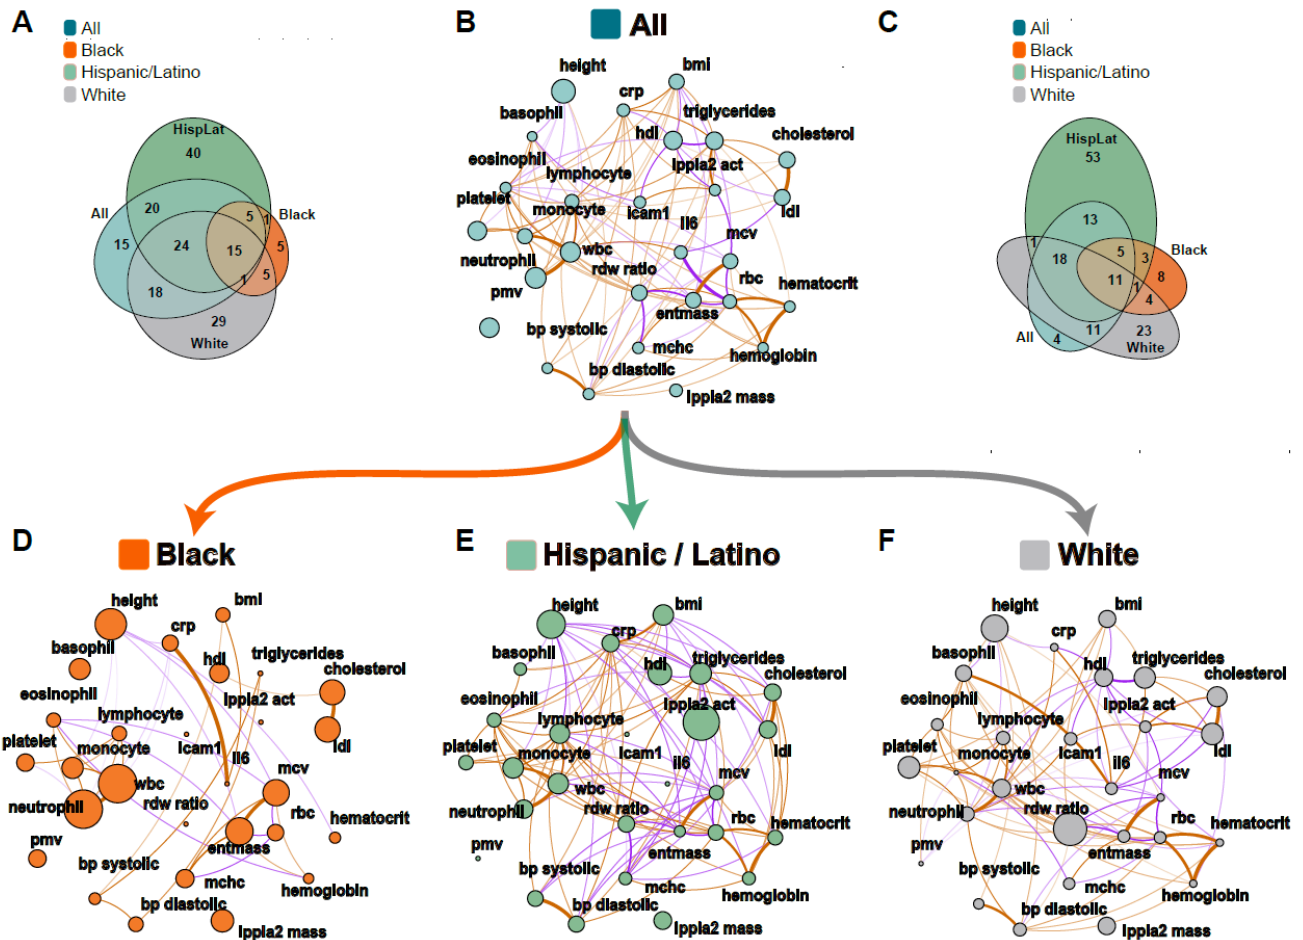 A
All
Black
Hispanic/Latino
White
HispLat
40
All
20
5
1
Black
15
24
15
5
5
1
18
29
White
B
All
height
bmi
crp
basophil
triglycerides
hdl
cholesterol
eosinophil
lppla2 act
lymphocyte
platelet
monocyte
icam1
ldl
il6
mcv
wbc
neutrophil
rdw ratio
rbc
pmv
hematocrit
entmass
bp systolic
mchc
hemoglobin
bp diastolic
lppla2 mass
C
All
Black
Hispanic/Latino
White
HispLat
53
13
1
18
5
3
Black
8
11
1
4
11
23
All
4
White
D
Black
height
bmi
crp
basophil
hdl
triglycerides
cholesterol
eosinophil
lppla2 act
lymphocyte
platelet
monocyte
icam1
ldl
il6
mcv
wbc
neutrophil
rdw ratio
rbc
hematocrit
pmv
entmass
bp systolic
mchc
hemoglobin
bp diastolic
lppla2 mass
E
Hispanic / Latino
height
bmi
crp
basophil
hdl
triglycerides
cholesterol
eosinophil
lppla2 act
lymphocyte
platelet
monocyte
icam1
ldl
il6
mcv
wbc
neutrophil
rdw ratio
rbc
hematocrit
pmv
entmass
bp systolic
mchc
hemoglobin
bp diastolic
lppla2 mass
F
White
height
bmi
crp
basophil
hdl
triglycerides
cholesterol
eosinophil
lppla2 act
lymphocyte
platelet
monocyte
icam1
ldl
il6
mcv
wbc
neutrophil
rdw ratio
rbc
hematocrit
pmv
entmass
bp systolic
mchc
hemoglobin
bp diastolic
lppla2 mass